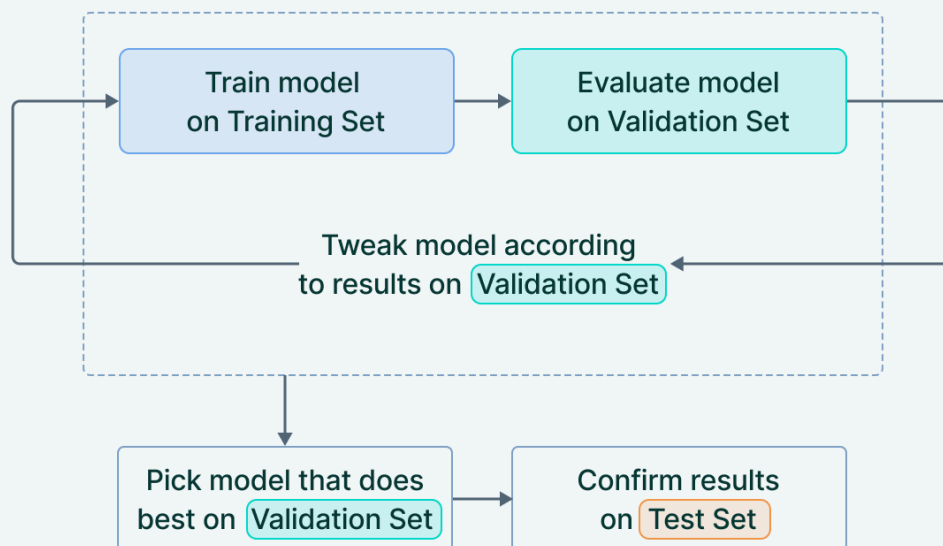 Train model
on Training Set
Evaluate model
on Validation Set
Tweak model according
to results on Validation Set
Pick model that does
best on Validation Set
Confirm results
on Test Set